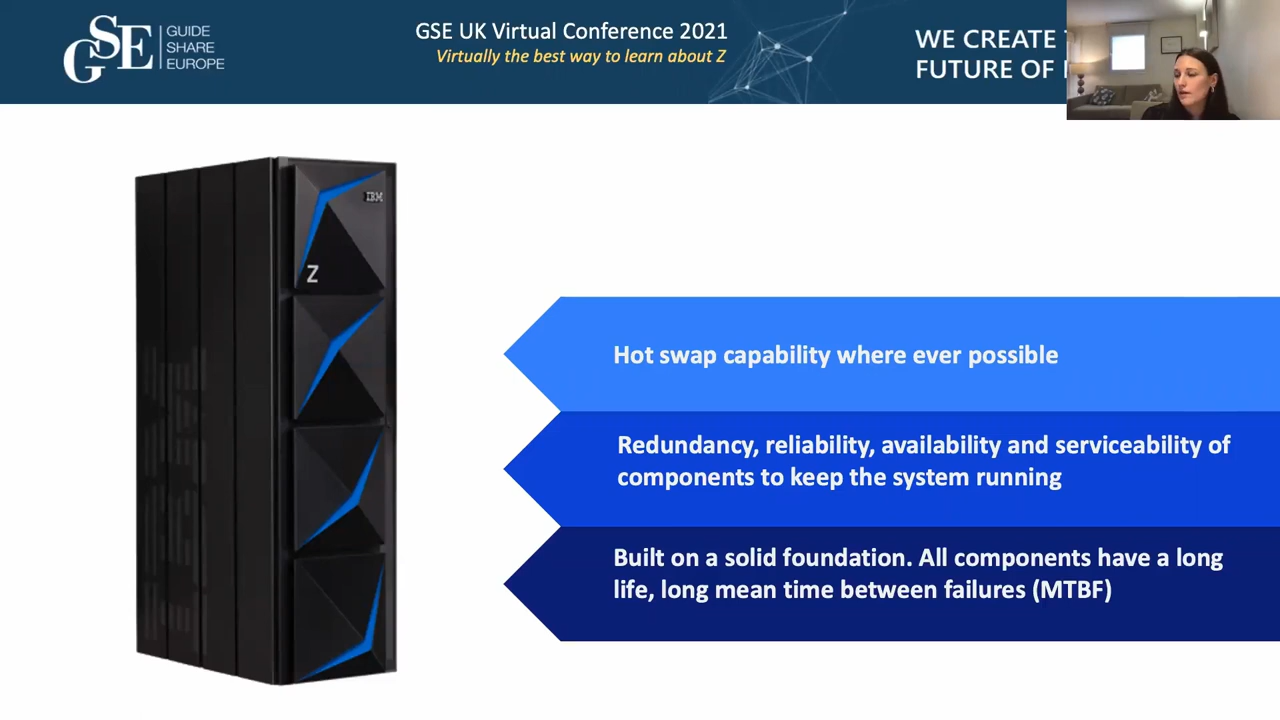 GSE
GUIDE
SHARE
EUROPE
GSE UK Virtual Conference 2021
Virtually the best way to learn about Z
WE CREATE
FUTURE OF
IBM
Z
Hot swap capability where ever possible
Redundancy, reliability, availability and serviceability of
components to keep the system running
Built on a solid foundation. All components have a long
life, long mean time between failures (MTBF)